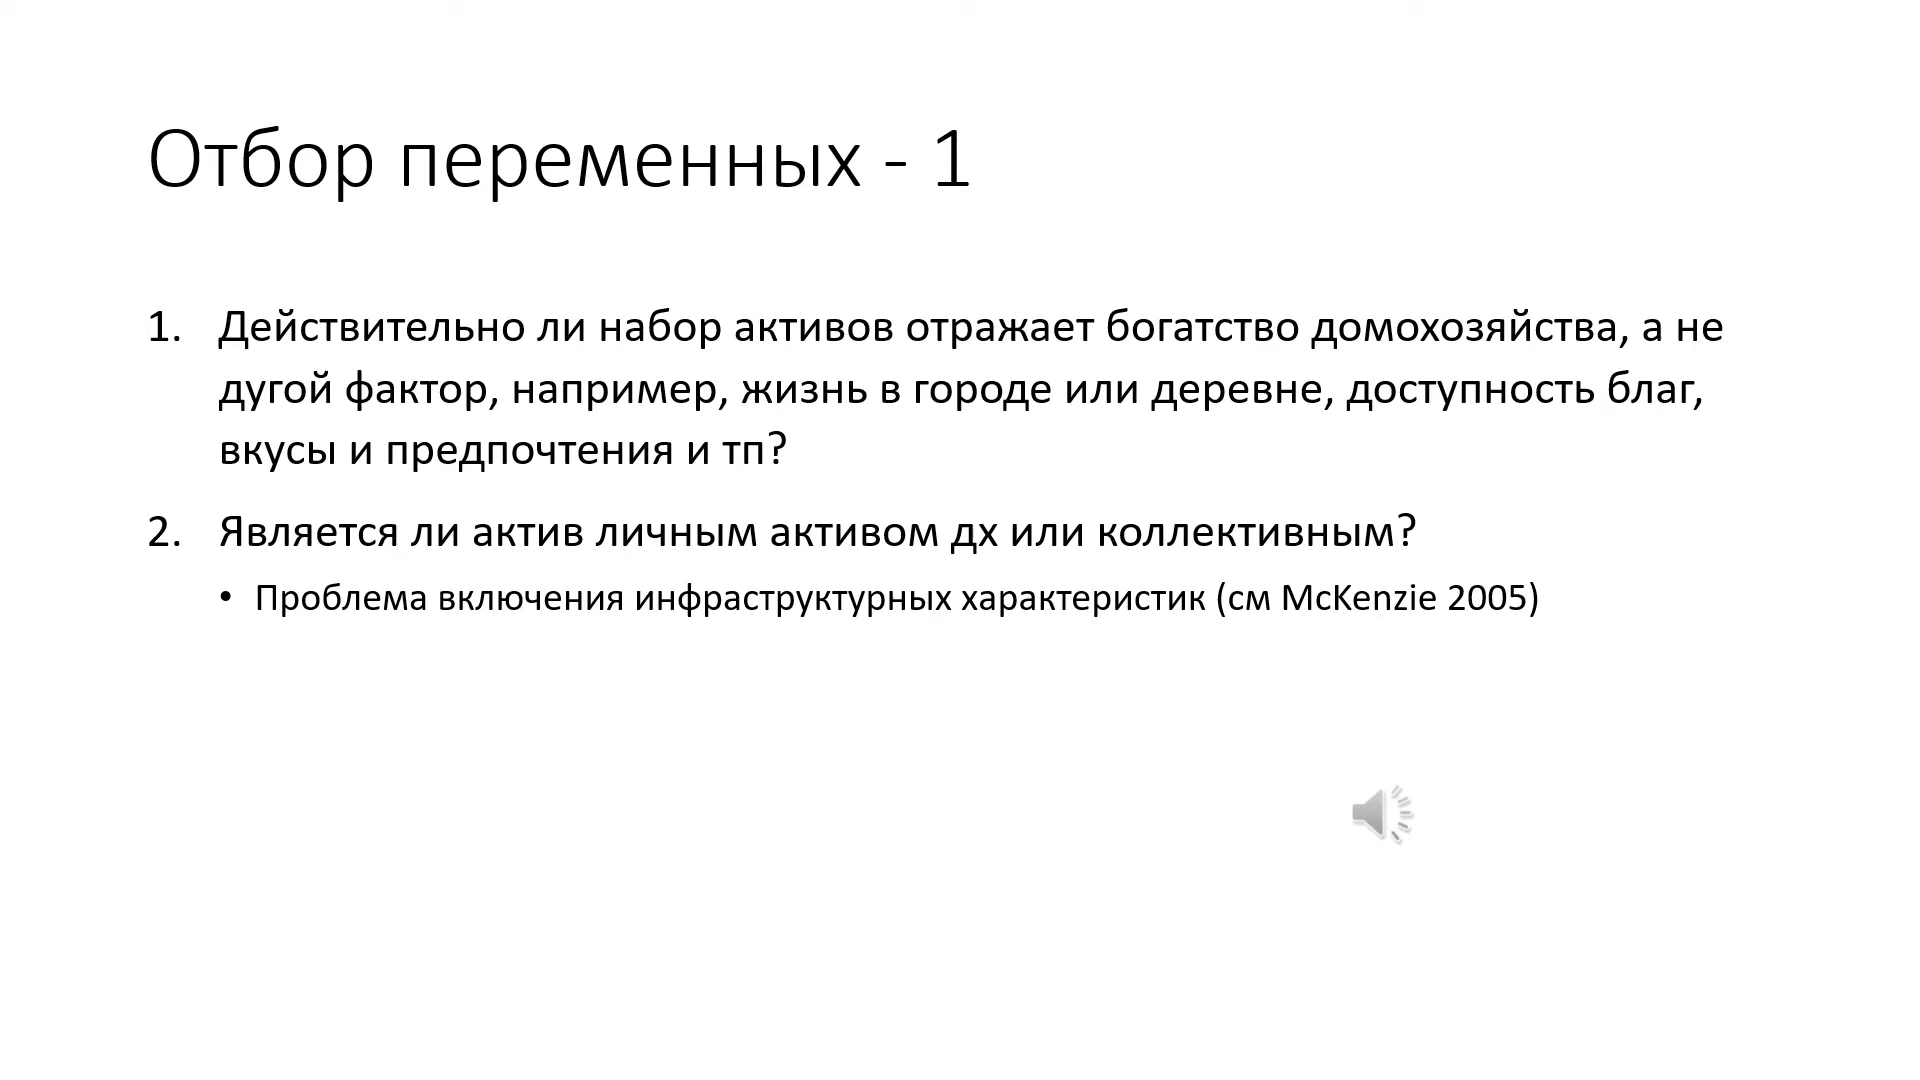 Отбор переменных - 1
1. Действительно ли набор активов отражает богатство домохозяйства, а не
дугой фактор, например, жизнь в городе или деревне, доступность благ,
вкусы и предпочтения и тп?
2. Является ли актив личным активом дх или коллективным?
• Проблема включения инфраструктурных характеристик (см McKenzie 2005)